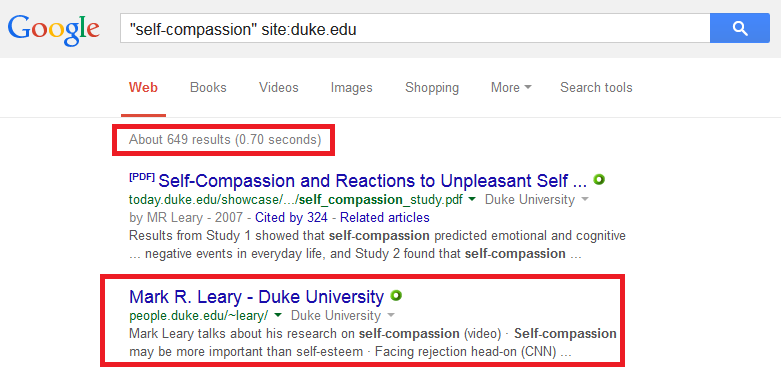 Google "self-compassion" site:duke.edu
Web Books Videos Images Shopping More Search tools
About 649 results (0.70 seconds)
[PDF] Self-Compassion and Reactions to Unpleasant Self ...
today.duke.edu/showcase/.../self_compassion_study.pdf Duke University
by MR Leary - 2007 - Cited by 324 - Related articles
Results from Study 1 showed that self-compassion predicted emotional and cognitive
... negative events in everyday life, and Study 2 found that self-compassion ...
Mark R. Leary - Duke University
people.duke.edu/~leary/ Duke University
Mark Leary talks about his research on self-compassion (video) · Self-compassion
may be more important than self-esteem · Facing rejection head-on (CNN) ...